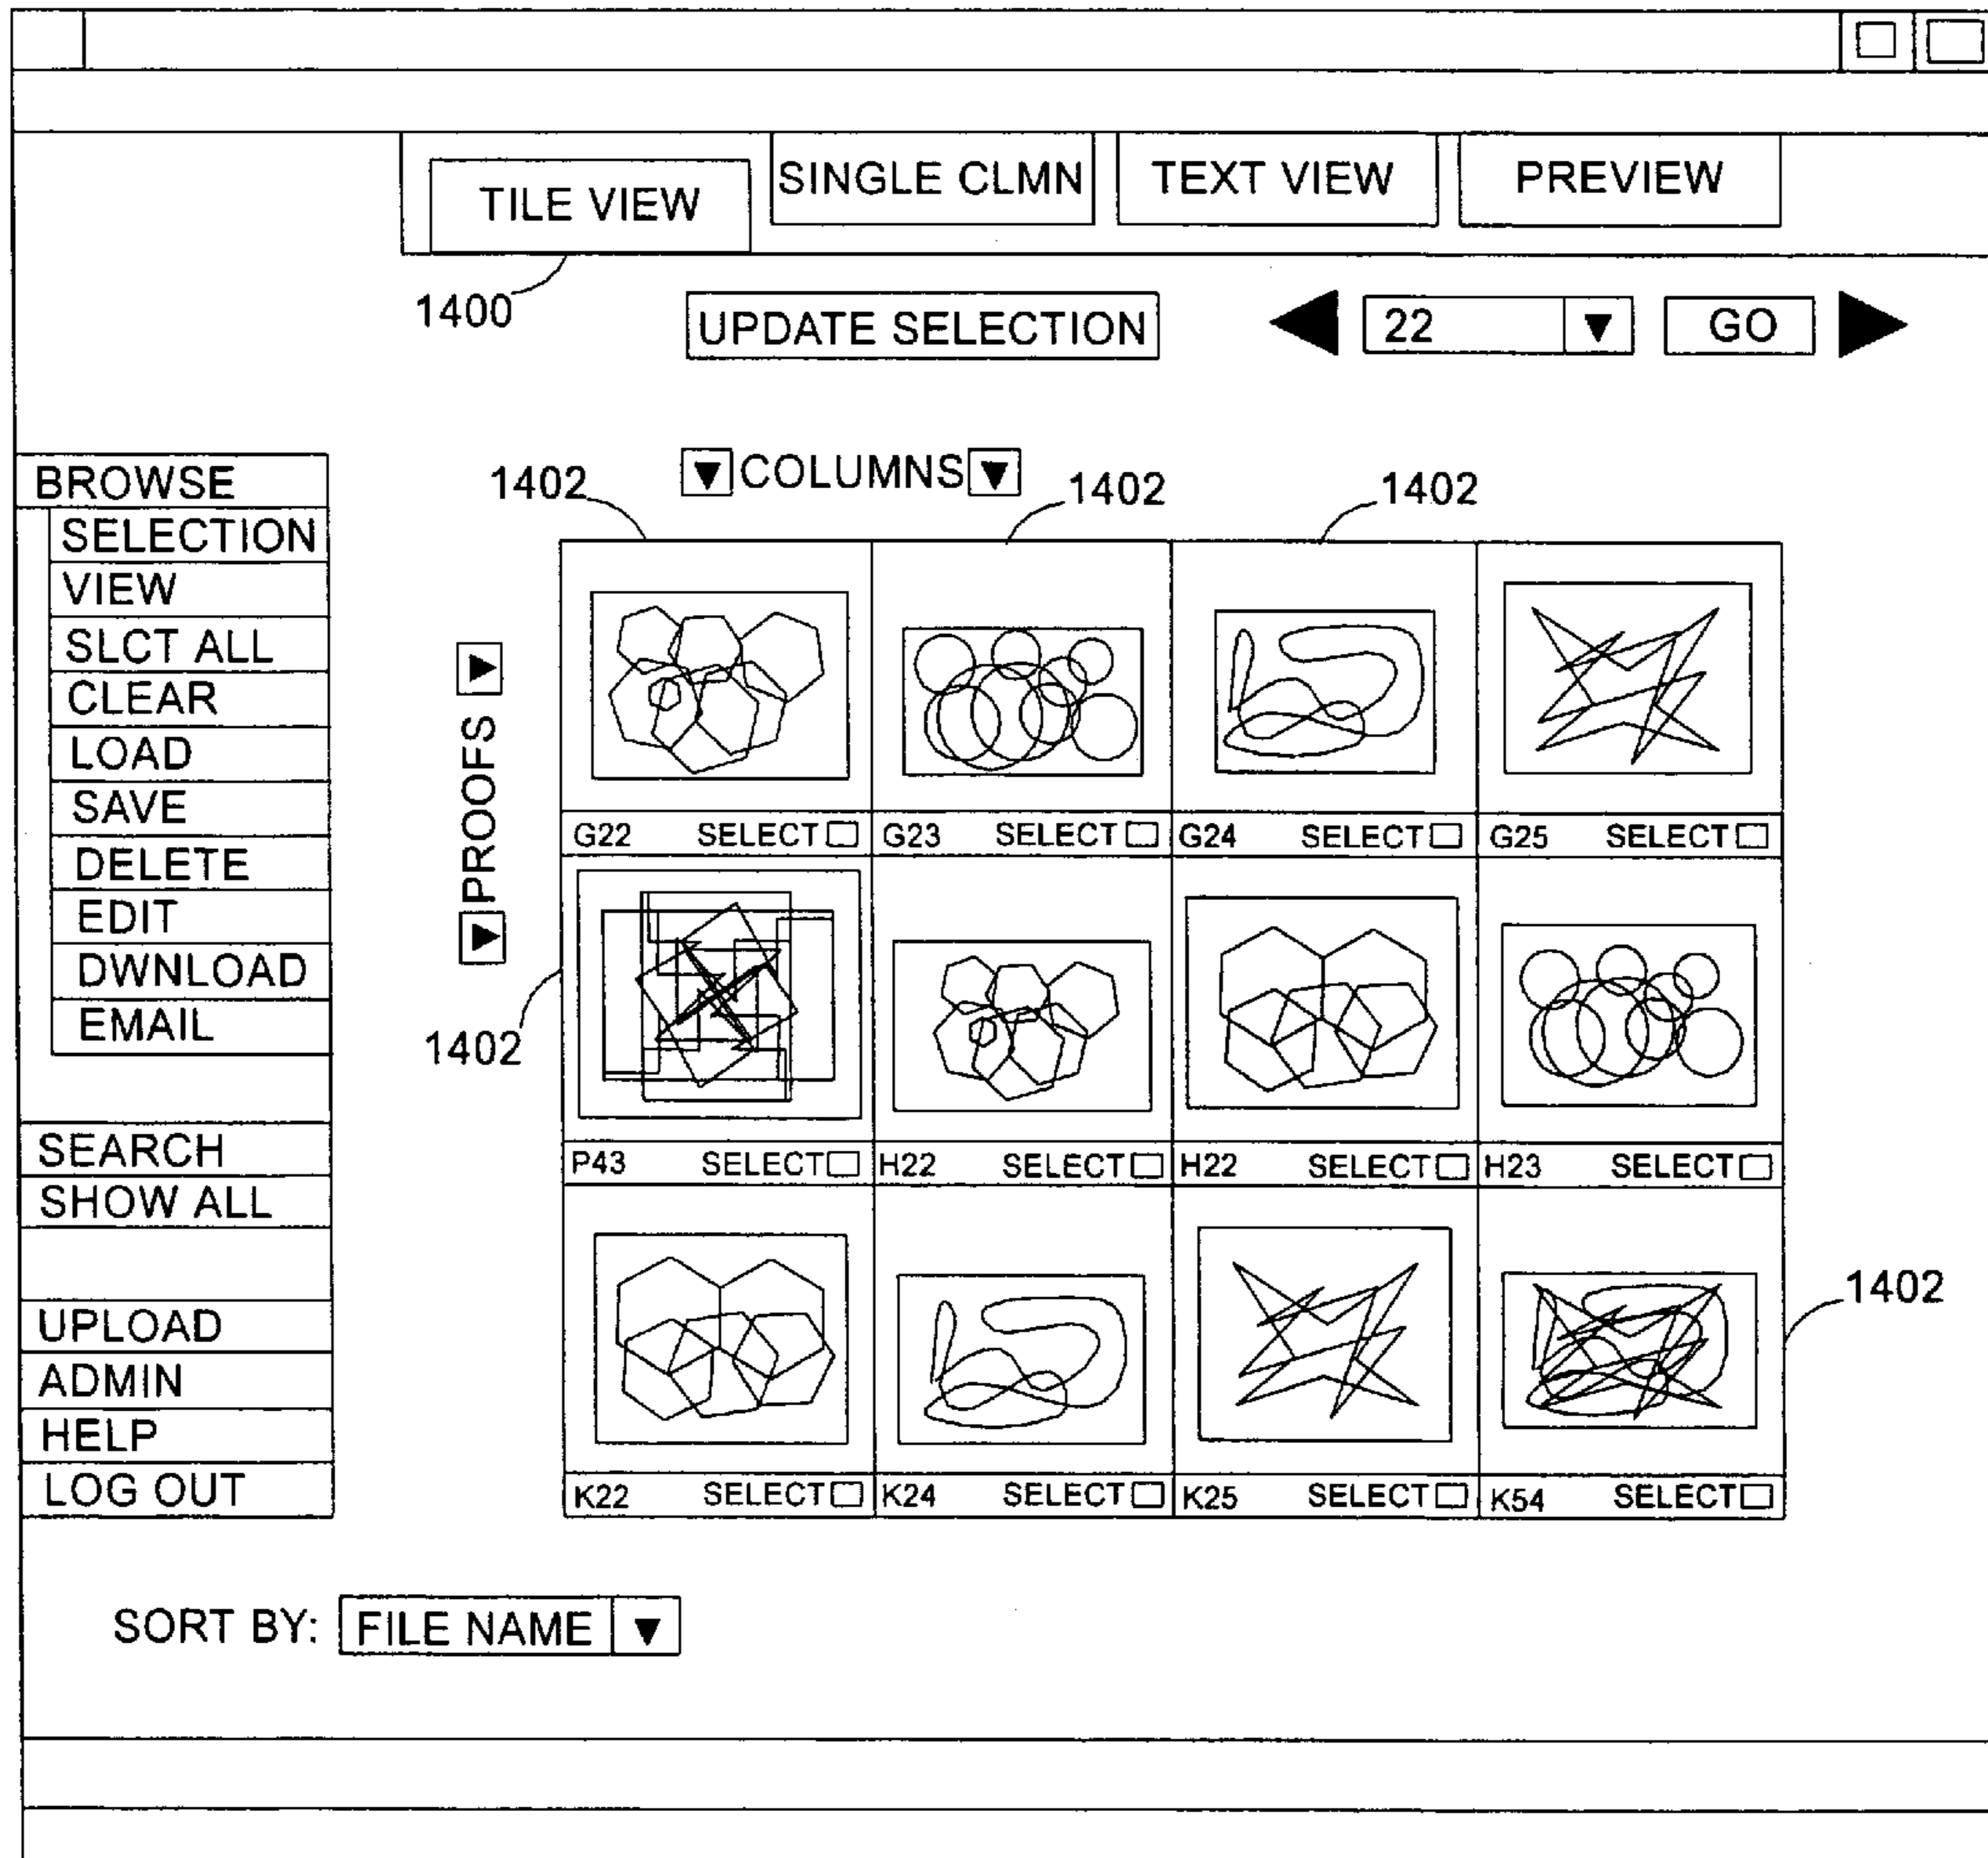 TILE VIEW
SINGLE CLMN
TEXT VIEW
PREVIEW
1400
UPDATE SELECTION
22
GO
BROWSE
SELECTION
VIEW
SLCT ALL
CLEAR
LOAD
SAVE
DELETE
EDIT
DWNLOAD
EMAIL
SEARCH
SHOW ALL
UPLOAD
ADMIN
HELP
LOG OUT
COLUMNS
1402
1402
1402
PROOFS
G22 SELECT
G23 SELECT
G24 SELECT
G25 SELECT
1402
P43 SELECT
H22 SELECT
H22 SELECT
H23 SELECT
1402
K22 SELECT
K24 SELECT
K25 SELECT
K54 SELECT
SORT BY: FILE NAME